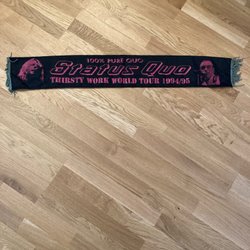 100% PURE QUO
Status Quo
THIRSTY WORK WORLD TOUR 1994/95